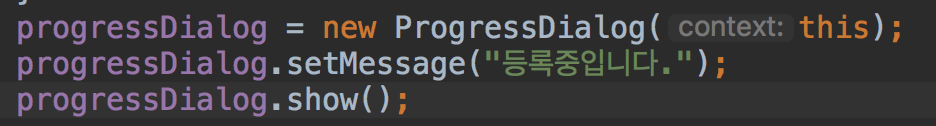 progressDialog = new ProgressDialog( context: this);
progressDialog.setMessage("등록중입니다.");
progressDialog.show();